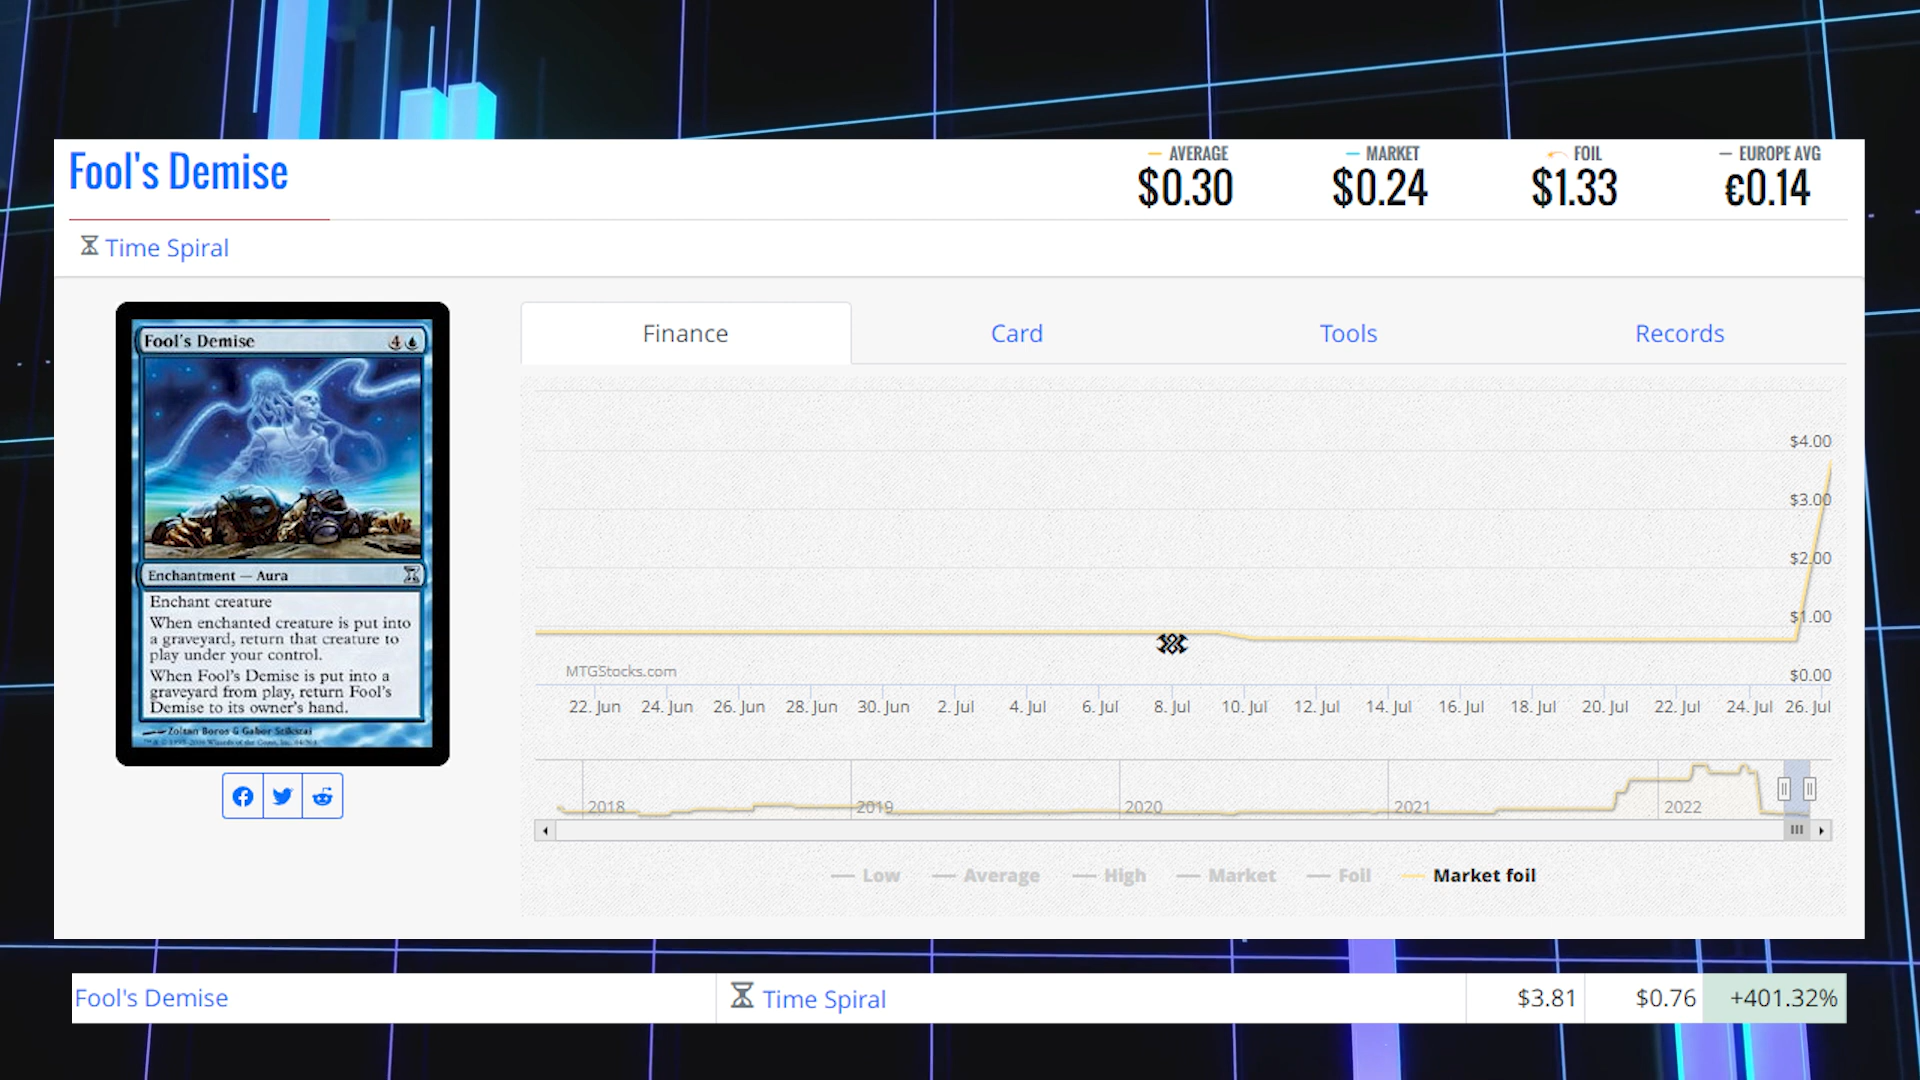 Fool's Demise
AVERAGE
$0.30
MARKET
$0.24
FOIL
$1.33
EUROPE AVG
€0.14
Time Spiral
Fool's Demise 4
Enchantment — Aura
Enchant creature
When enchanted creature is put into
a graveyard, return that creature to
play under your control.
When Fool's Demise is put into a
graveyard from play, return Fool's
Demise to its owner's hand.
Zoltan Boros & Gabor Szikszai
Finance
Card
Tools
Records
$4.00
$3.00
$2.00
$1.00
$0.00
MTGStocks.com
22. Jun 24. Jun 26. Jun 28. Jun 30. Jun 2. Jul 4. Jul 6. Jul 8. Jul 10. Jul 12. Jul 14. Jul 16. Jul 18. Jul 20. Jul 22. Jul 24. Jul 26. Jul
2018 2019 2020 2021 2022
Low Average High Market Foil Market foil
Fool's Demise Time Spiral $3.81 $0.76 +401.32%